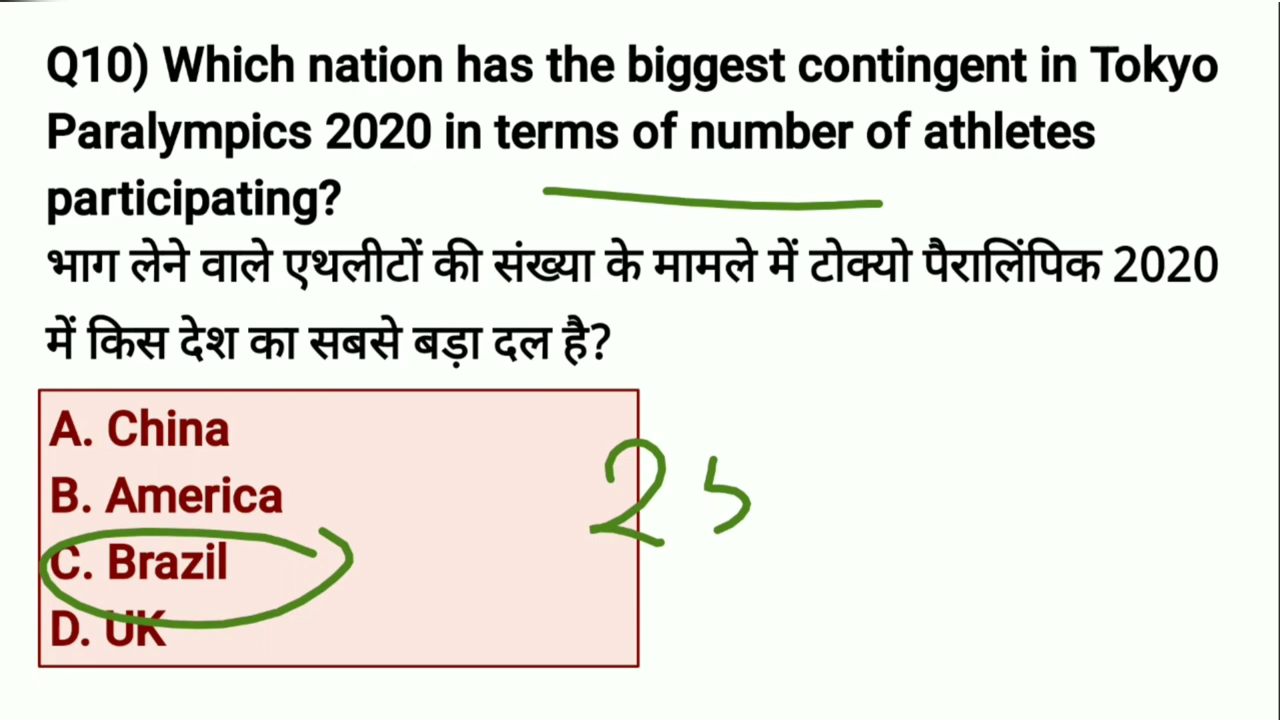 Q10) Which nation has the biggest contingent in Tokyo
Paralympics 2020 in terms of number of athletes
participating?
भाग लेने वाले एथलीटों की संख्या के मामले में टोक्यो पैरालिंपिक 2020
में किस देश का सबसे बड़ा दल है?
A. China
B. America
C. Brazil
D. UK
25